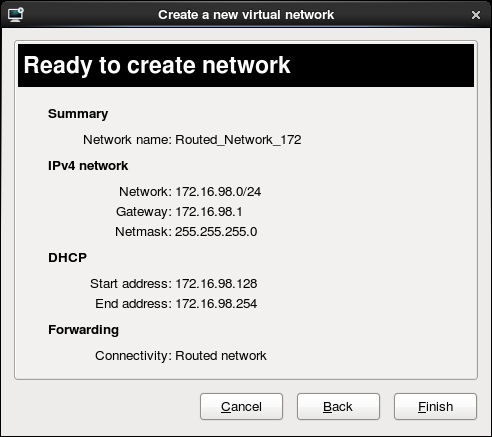 Create a new virtual network
Ready to create network
Summary
Network name: Routed_Network_172
IPv4 network
Network: 172.16.98.0/24
Gateway: 172.16.98.1
Netmask: 255.255.255.0
DHCP
Start address: 172.16.98.128
End address: 172.16.98.254
Forwarding
Connectivity: Routed network
Cancel Back Finish